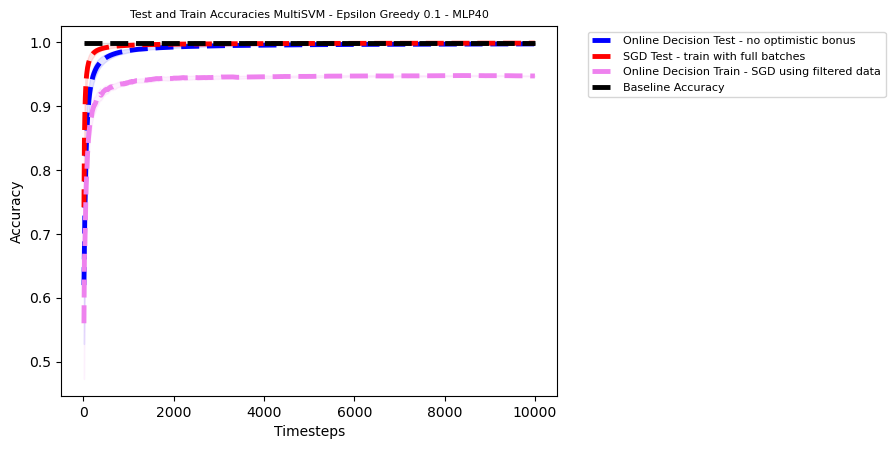 Test and Train Accuracies MultiSVM - Epsilon Greedy 0.1 - MLP40
Online Decision Test - no optimistic bonus
SGD Test - train with full batches
Online Decision Train - SGD using filtered data
Baseline Accuracy
1.0
0.9
0.8
0.7
0.6
0.5
Accuracy
0
2000
4000
6000
8000
10000
Timesteps